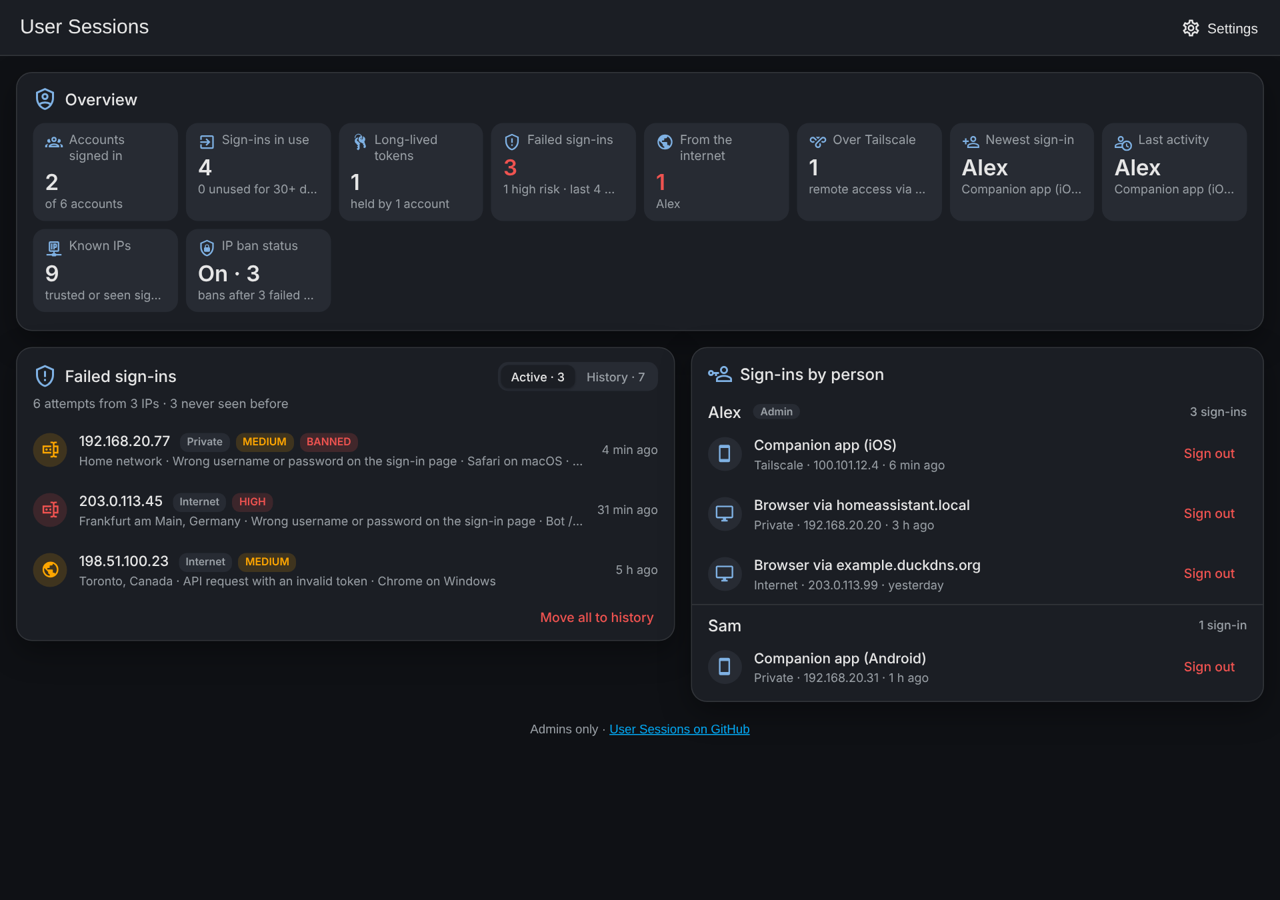 User Sessions
Settings
Overview
Accounts
signed in
2
of 6 accounts
Sign-ins in use
4
0 unused for 30+ d...
Long-lived
tokens
1
held by 1 account
Failed sign-ins
3
1 high risk · last 4 ...
From the
internet
1
Alex
Over Tailscale
1
remote access via ...
Newest sign-in
Alex
Companion app (iO...
Last activity
Alex
Companion app (iO...
Known IPs
9
trusted or seen sig...
IP ban status
On · 3
bans after 3 failed ...
Failed sign-ins
Active · 3
History · 7
6 attempts from 3 IPs · 3 never seen before
192.168.20.77 Private MEDIUM BANNED
Home network · Wrong username or password on the sign-in page · Safari on macOS · ...
4 min ago
203.0.113.45 Internet HIGH
Frankfurt am Main, Germany · Wrong username or password on the sign-in page · Bot /...
31 min ago
198.51.100.23 Internet MEDIUM
Toronto, Canada · API request with an invalid token · Chrome on Windows
5 h ago
Move all to history
Sign-ins by person
Alex Admin 3 sign-ins
Companion app (iOS)
Tailscale · 100.101.12.4 · 6 min ago
Sign out
Browser via homeassistant.local
Private · 192.168.20.20 · 3 h ago
Sign out
Browser via example.duckdns.org
Internet · 203.0.113.99 · yesterday
Sign out
Sam 1 sign-in
Companion app (Android)
Private · 192.168.20.31 · 1 h ago
Sign out
Admins only · User Sessions on GitHub